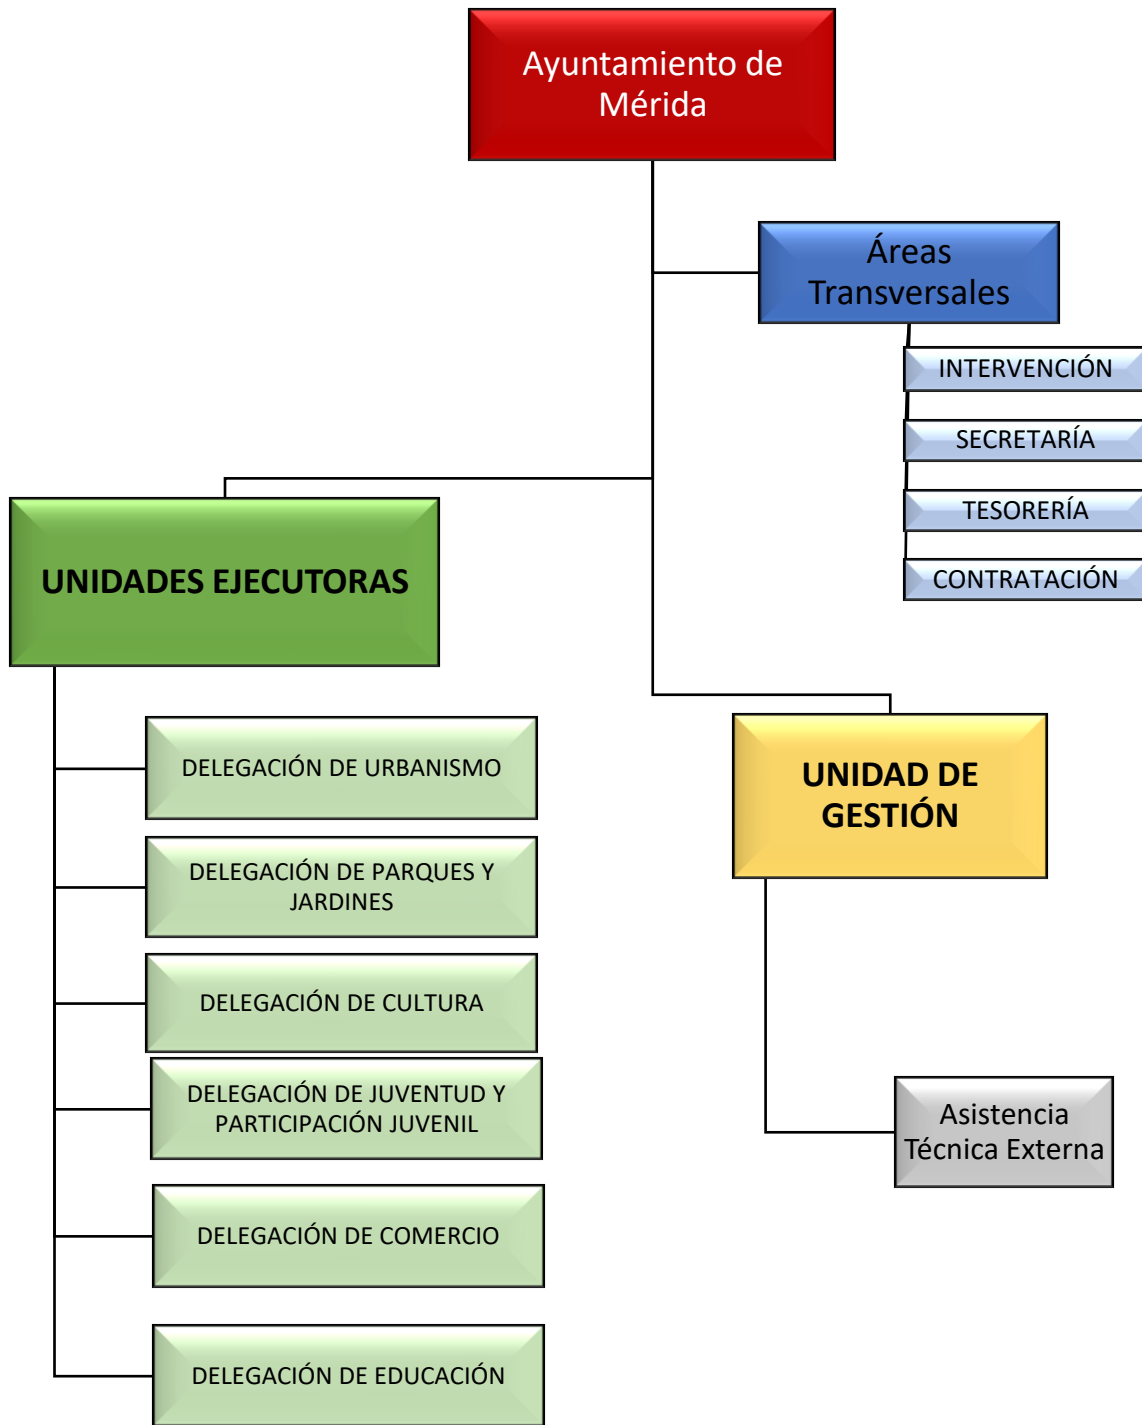 Ayuntamiento de
Mérida
Áreas
Transversales
INTERVENCIÓN
SECRETARÍA
TESORERÍA
CONTRATACIÓN
UNIDADES EJECUTORAS
DELEGACIÓN DE URBANISMO
DELEGACIÓN DE PARQUES Y
JARDINES
DELEGACIÓN DE CULTURA
DELEGACIÓN DE JUVENTUD Y
PARTICIPACIÓN JUVENIL
DELEGACIÓN DE COMERCIO
DELEGACIÓN DE EDUCACIÓN
UNIDAD DE
GESTIÓN
Asistencia
Técnica Externa